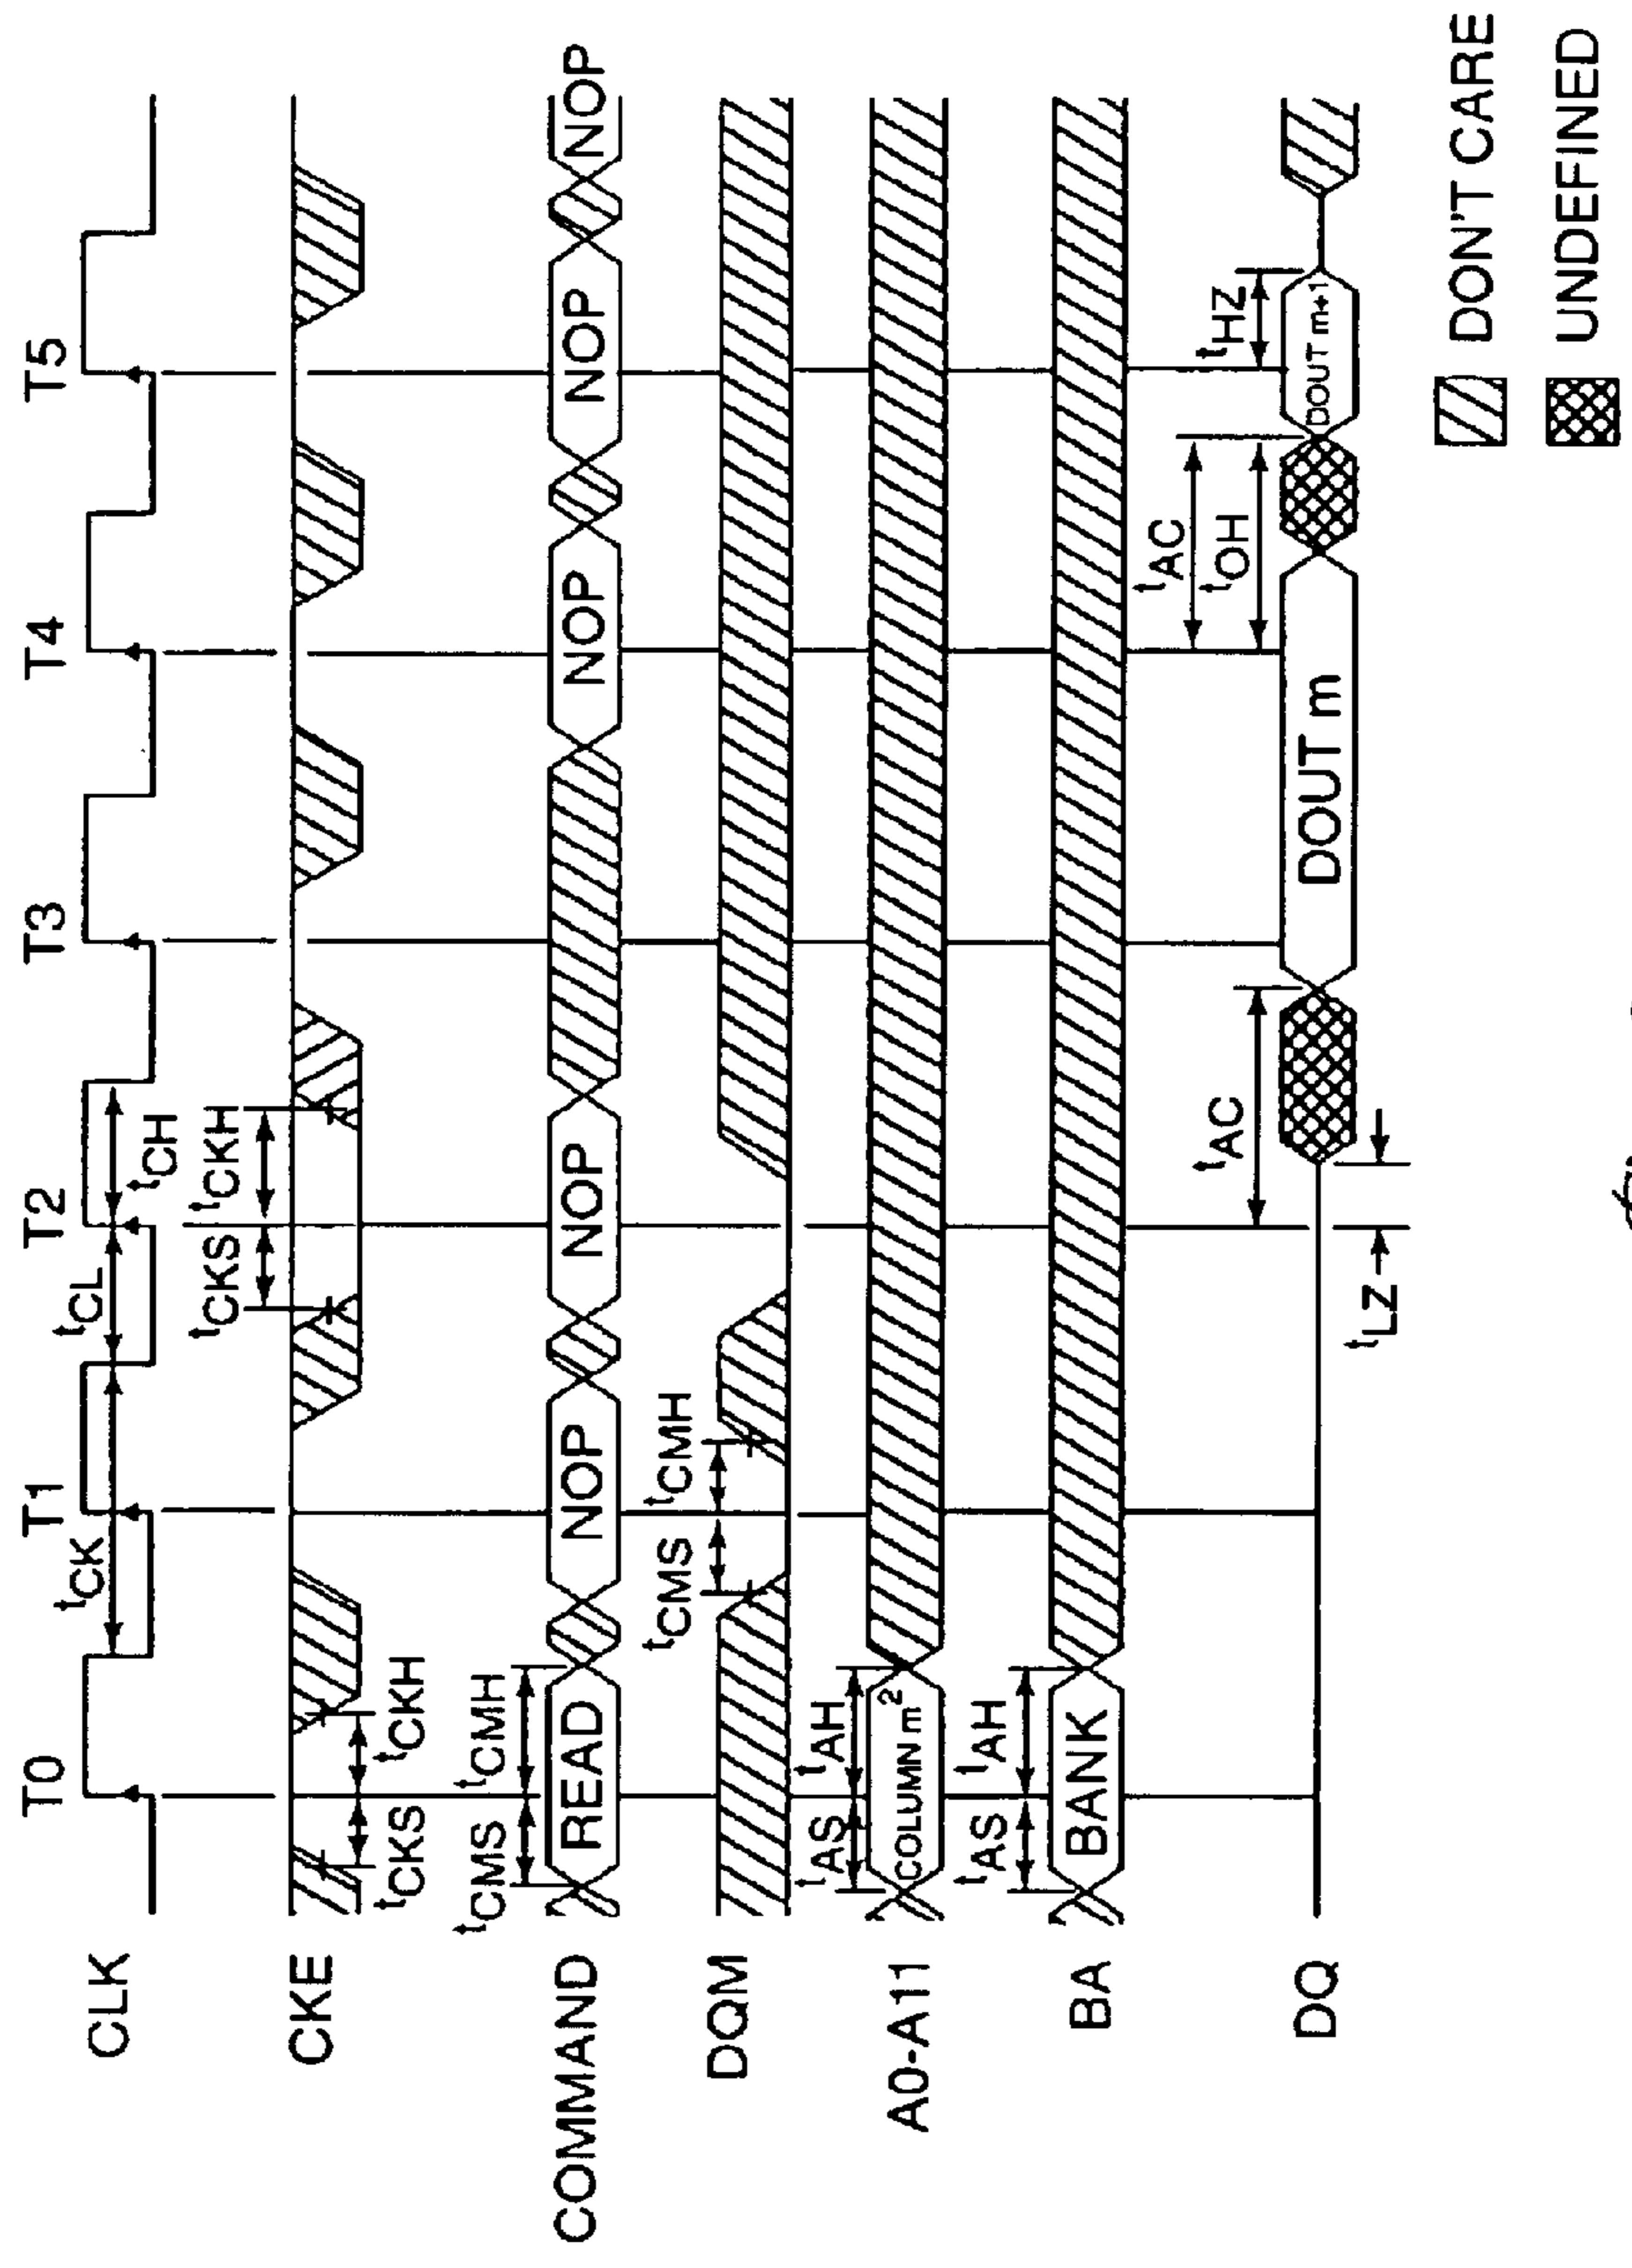 T0 T1 T2 T3 T4 T5
CLK
tCK tCL tCH
CKE
tCKS tCKH tCKS tCKH
tCMS tCMH
COMMAND READ NOP NOP NOP NOP NOP
tCMS tCMH
DQM
tAS tAH
A0-A11 COLUMN m 2
tAS tAH
BA BANK
tAC tAC
tOH tHZ
DQ DOUT m DOUT m+1
tLZ
DON'T CARE
UNDEFINED